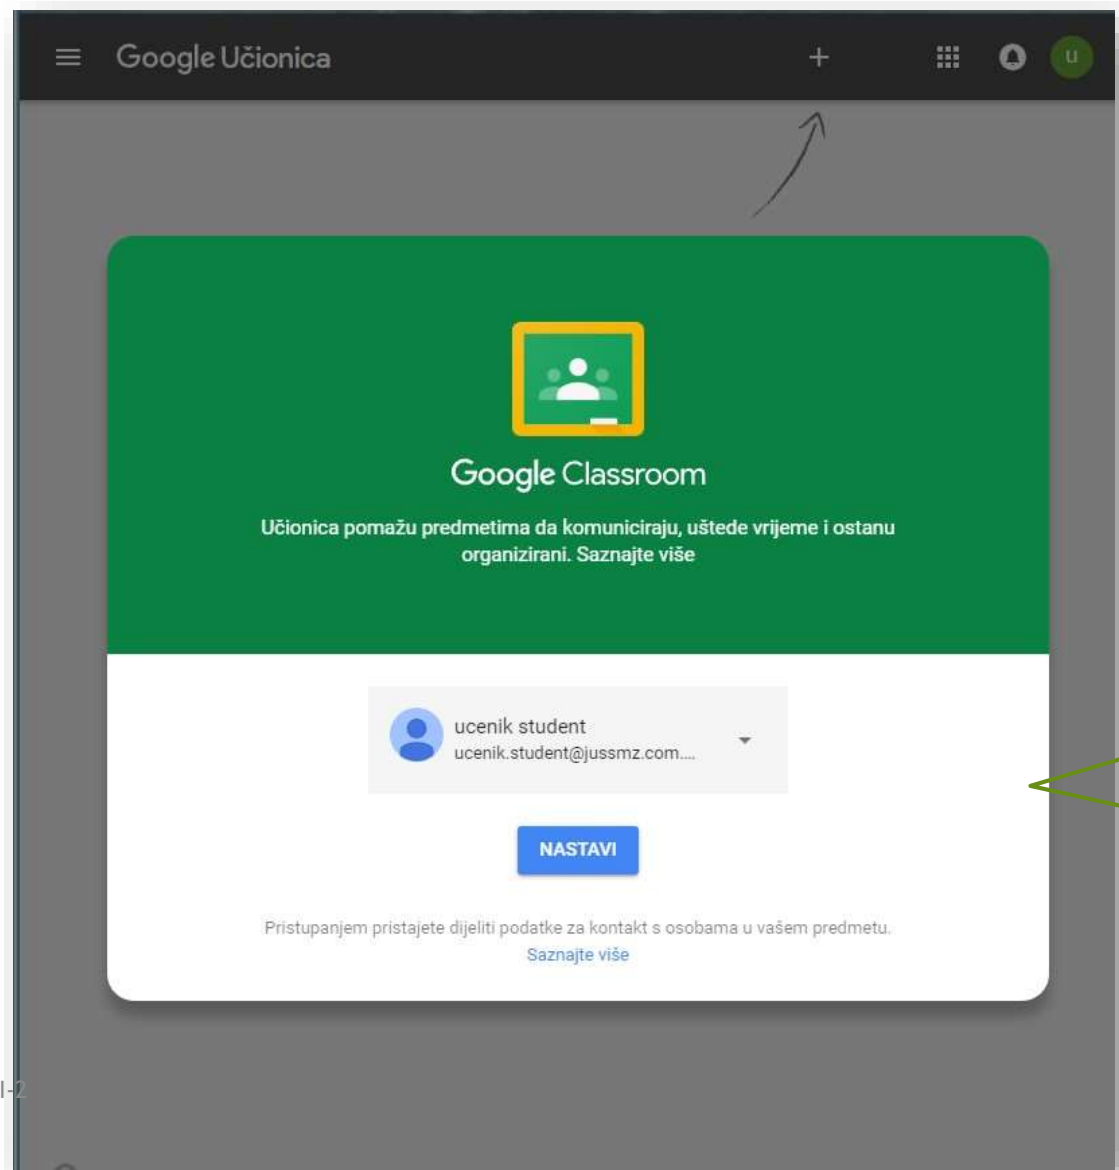 Google Učionica
u
Google Classroom
Učionica pomažu predmetima da komuniciraju, uštede vrijeme i ostanu
organizirani. Saznajte više
ucenik student
ucenik.student@jussmz.com....
NASTAVI
Pristupanjem pristajete dijeliti podatke za kontakt s osobama u vašem predmetu.
Saznajte više
I-2